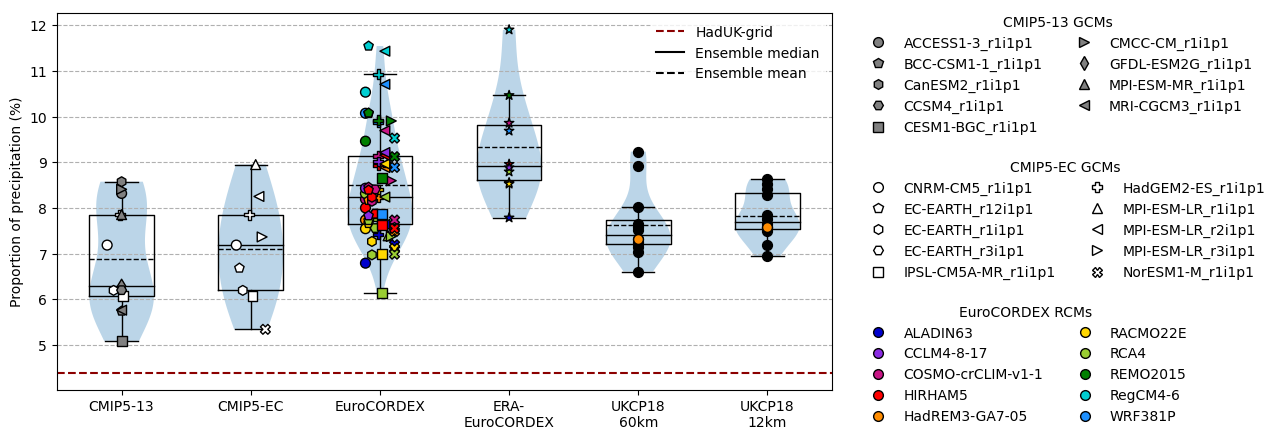 Proportion of precipitation (%)
12
11
10
9
8
7
6
5
HadUK-grid
Ensemble median
Ensemble mean
CMIP5-13
CMIP5-EC
EuroCORDEX
ERA-
EuroCORDEX
UKCP18
60km
UKCP18
12km
CMIP5-13 GCMs
ACCESS1-3_r1i1p1
BCC-CSM1-1_r1i1p1
CanESM2_r1i1p1
CCSM4_r1i1p1
CESM1-BGC_r1i1p1
CMCC-CM_r1i1p1
GFDL-ESM2G_r1i1p1
MPI-ESM-MR_r1i1p1
MRI-CGCM3_r1i1p1
CMIP5-EC GCMs
CNRM-CM5_r1i1p1
EC-EARTH_r12i1p1
EC-EARTH_r1i1p1
EC-EARTH_r3i1p1
IPSL-CM5A-MR_r1i1p1
HadGEM2-ES_r1i1p1
MPI-ESM-LR_r1i1p1
MPI-ESM-LR_r2i1p1
MPI-ESM-LR_r3i1p1
NorESM1-M_r1i1p1
EuroCORDEX RCMs
ALADIN63
CCLM4-8-17
COSMO-crCLIM-v1-1
HIRHAM5
HadREM3-GA7-05
RACMO22E
RCA4
REMO2015
RegCM4-6
WRF381P